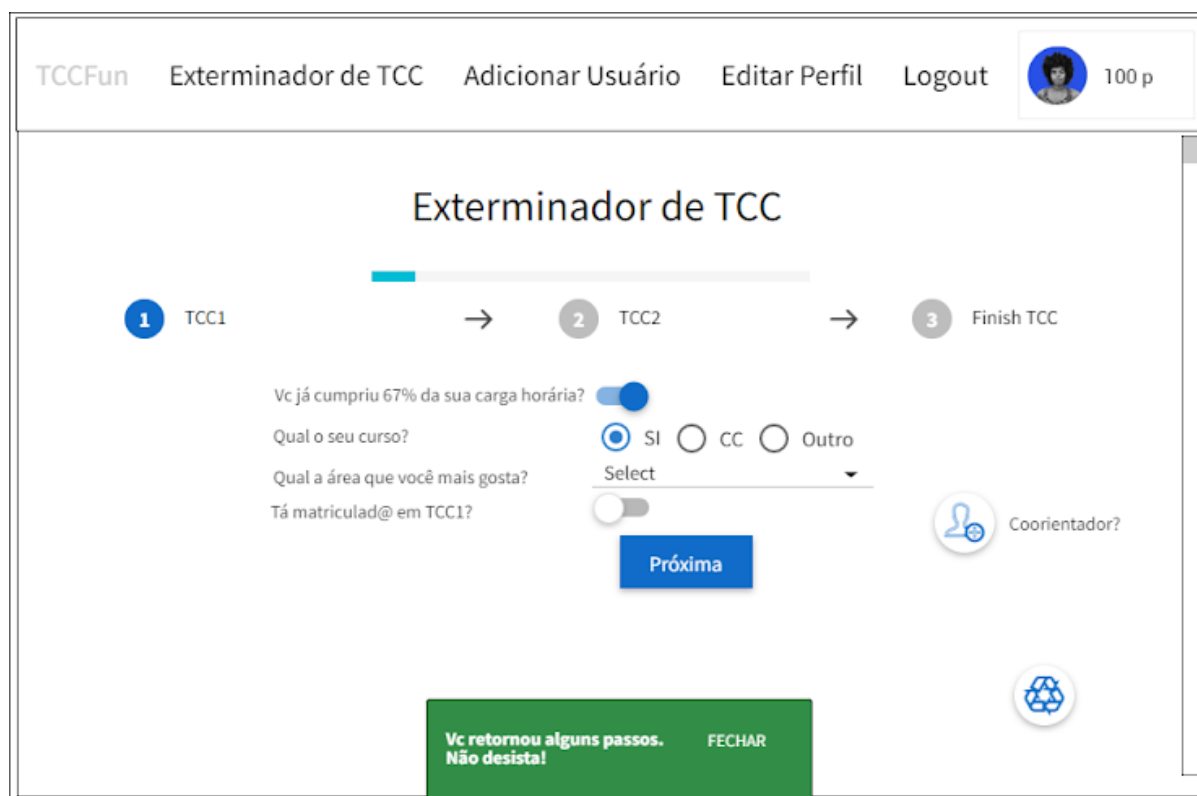 TCCFun Exterminador de TCC Adicionar Usuário Editar Perfil Logout 100 p
Exterminador de TCC
1 TCC1 → 2 TCC2 → 3 Finish TCC
Vc já cumpriu 67% da sua carga horária?
Qual o seu curso? SI CC Outro
Qual a área que você mais gosta? Select
Tá matriculad@ em TCC1?
Coorientador?
Próxima
Vc retornou alguns passos. FECHAR
Não desista!